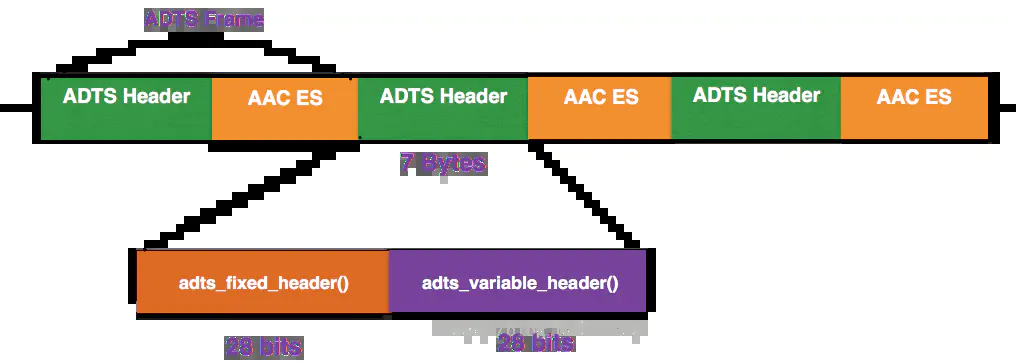 ADTS Frame
ADTS Header AAC ES ADTS Header AAC ES ADTS Header AAC ES
7 Bytes
adts_fixed_header() adts_variable_header()
28 bits 28 bits